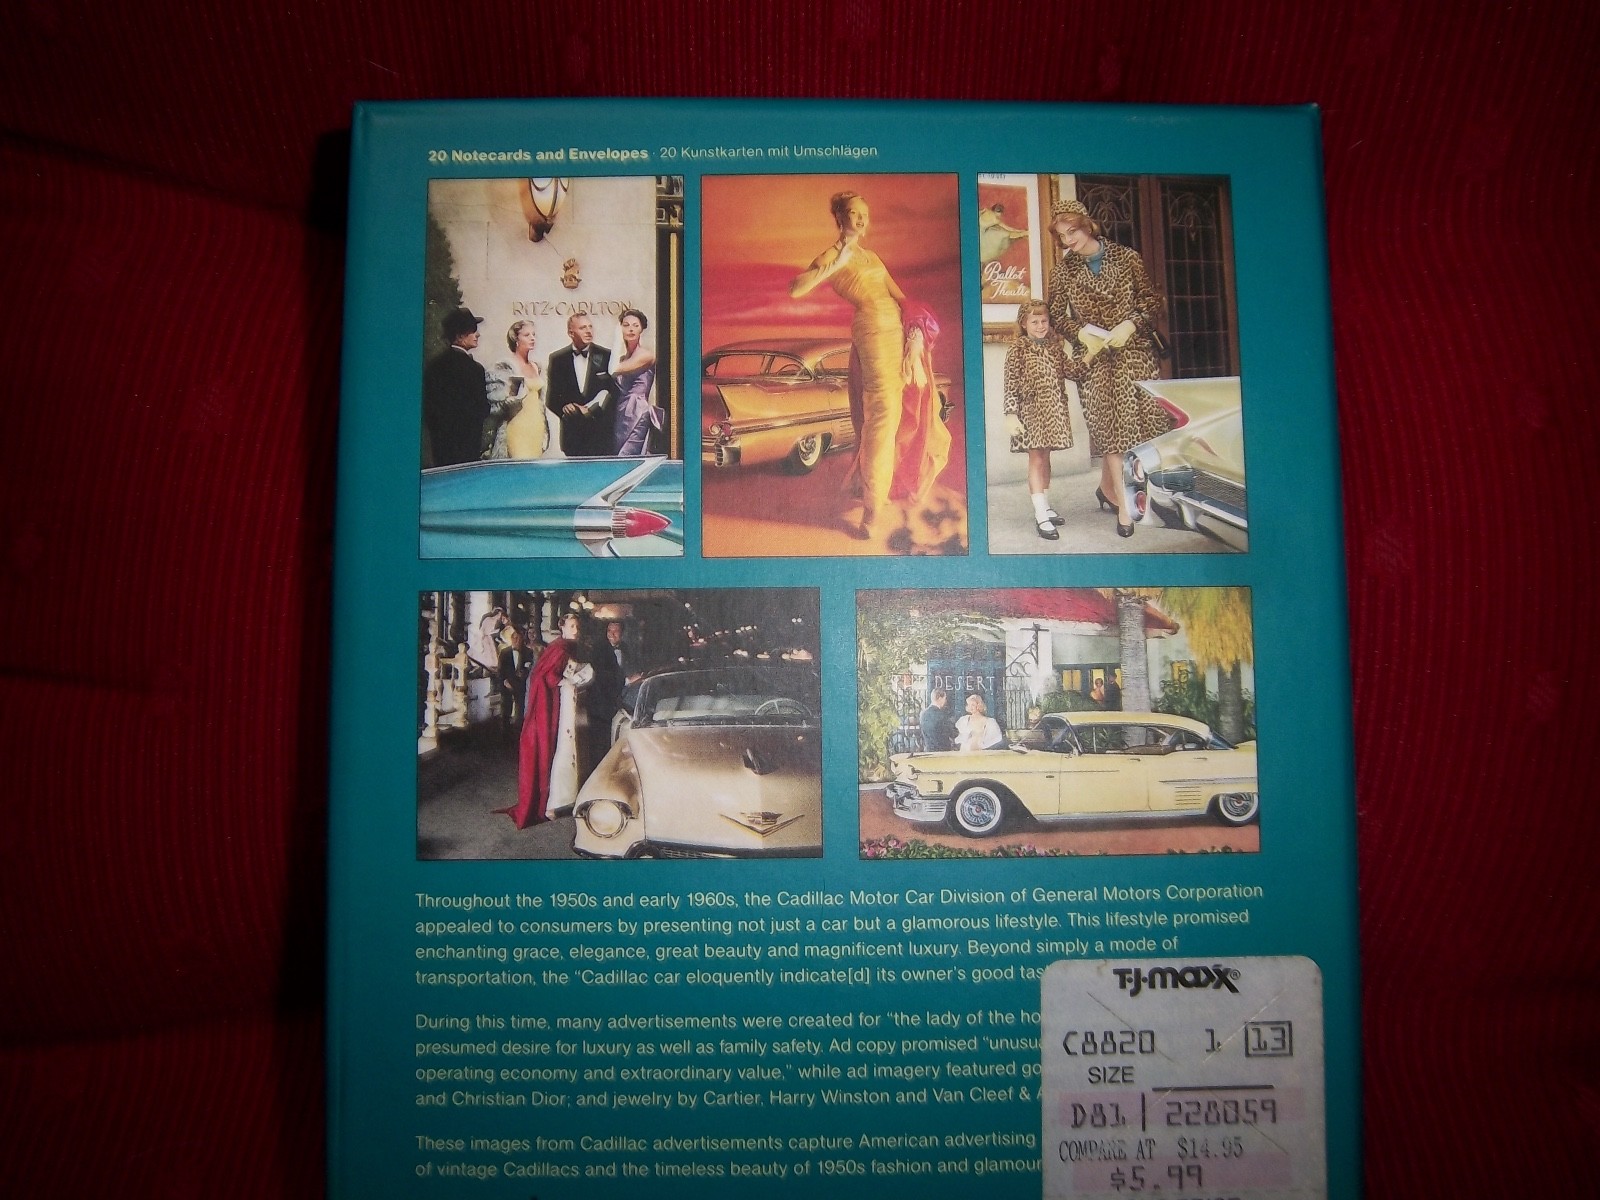 20 Notecards and Envelopes · 20 Kunstkarten mit Umschlägen
RITZ-CARLTON
Ballet
Theatre
DESERT
Throughout the 1950s and early 1960s, the Cadillac Motor Car Division of General Motors Corporation
appealed to consumers by presenting not just a car but a glamorous lifestyle. This lifestyle promised
enchanting grace, elegance, great beauty and magnificent luxury. Beyond simply a mode of
transportation, the “Cadillac car eloquently indicate[d] its owner's good
During this time, many advertisements were created for “the lady of the
presumed desire for luxury as well as family safety. Ad copy promised
operating economy and extraordinary value,” while ad imagery featured
and Christian Dior; and jewelry by Cartier, Harry Winston and Van Cleef &
These images from Cadillac advertisements capture American advertising
of vintage Cadillacs and the timeless beauty of 1950s fashion and
T·J·maxx®
C8820 1 13
SIZE
D81 | 228059
COMPARE AT $14.95
$5.99